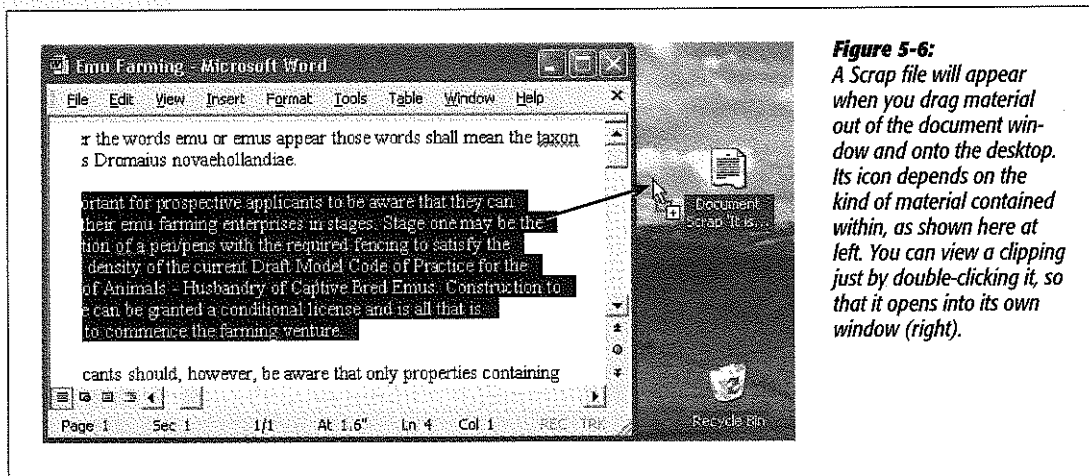 Emu Farming - Microsoft Word
File Edit View Insert Format Tools Table Window Help
r the words emu or emus appear those words shall mean the taxon
s Dromaius novaehollandiae.
ortant for prospective applicants to be aware that they can
their emu farming enterprises in stages. Stage one may be the
tion of a pen/pens with the required fencing to satisfy the
density of the current Draft Model Code of Practice for the
of Animals - Husbandry of Captive Bred Emus. Construction to
e can be granted a conditional license and is all that is
to commence the farming venture.
cants should, however, be aware that only properties containing
Page 1 Sec 1 1/1 At 1.6" Ln 4 Col 1 REC TRK
Document
Scrap 'It is...
Recycle Bin
Figure 5-6:
A Scrap file will appear
when you drag material
out of the document win-
dow and onto the desktop.
Its icon depends on the
kind of material contained
within, as shown here at
left. You can view a clipping
just by double-clicking it, so
that it opens into its own
window (right).